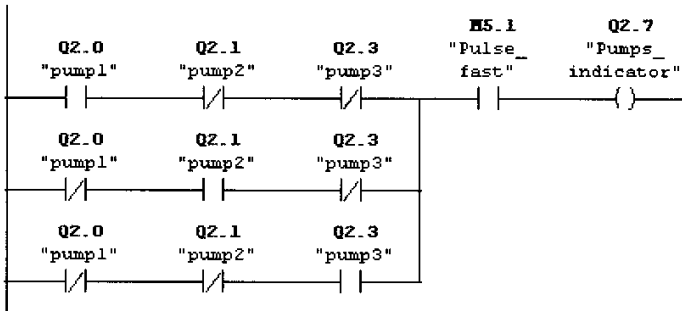 M5.1 Q2.7
Q2.0 Q2.1 Q2.3 "Pulse_ "Pumps_
"pump1" "pump2" "pump3" fast" indicator"
Q2.0 Q2.1 Q2.3
"pump1" "pump2" "pump3"
Q2.0 Q2.1 Q2.3
"pump1" "pump2" "pump3"